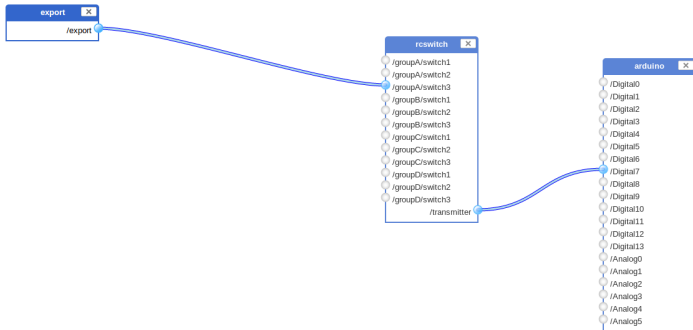 export
/export
rcswitch
/groupA/switch1
/groupA/switch2
/groupA/switch3
/groupB/switch1
/groupB/switch2
/groupB/switch3
/groupC/switch1
/groupC/switch2
/groupC/switch3
/groupD/switch1
/groupD/switch2
/groupD/switch3
/transmitter
arduino
/Digital0
/Digital1
/Digital2
/Digital3
/Digital4
/Digital5
/Digital6
/Digital7
/Digital8
/Digital9
/Digital10
/Digital11
/Digital12
/Digital13
/Analog0
/Analog1
/Analog2
/Analog3
/Analog4
/Analog5